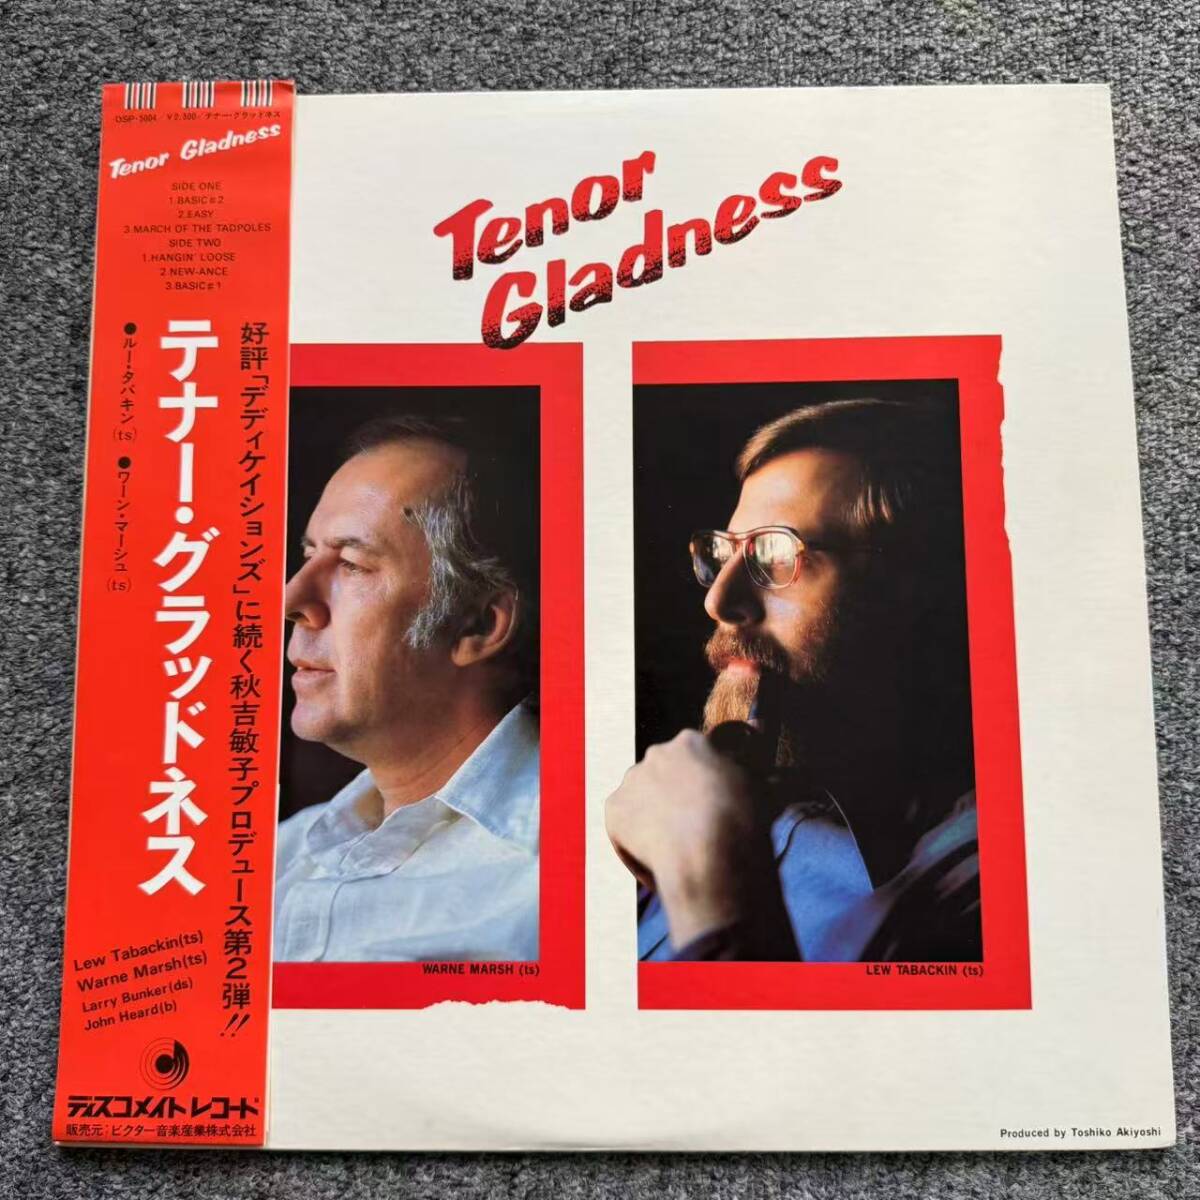 DSP-5004 ¥2,500 テナー・グラッドネス
Tenor Gladness
SIDE ONE
1.BASIC#2
2.EASY
3.MARCH OF THE TADPOLES
SIDE TWO
1.HANGIN' LOOSE
2.NEW-ANCE
3.BASIC#1
好評「デディケイションズ」に続く秋吉敏子プロデュース第2弾!!
テナー・グラッドネス
●ルー・タバキン(ts) ●ワーン・マーシュ(ts)
Lew Tabackin(ts)
Warne Marsh(ts)
Larry Bunker(ds)
John Heard(b)
ディスコメイトレコード
販売元:ビクター音楽産業株式会社
Tenor
Gladness
WARNE MARSH (ts)
LEW TABACKIN (ts)
Produced by Toshiko Akiyoshi